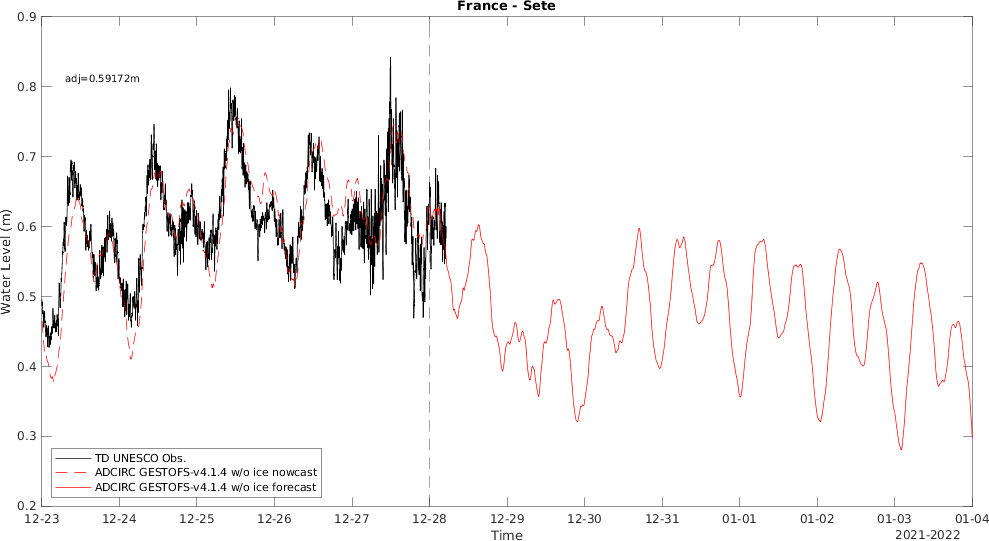 France - Sete
adj=0.59172m
Water Level (m)
0.9
0.8
0.7
0.6
0.5
0.4
0.3
0.2
TD UNESCO Obs.
ADCIRC GESTOFS-v4.1.4 w/o ice nowcast
ADCIRC GESTOFS-v4.1.4 w/o ice forecast
12-23 12-24 12-25 12-26 12-27 12-28 12-29 12-30 12-31 01-01 01-02 01-03 01-04
Time
2021-2022